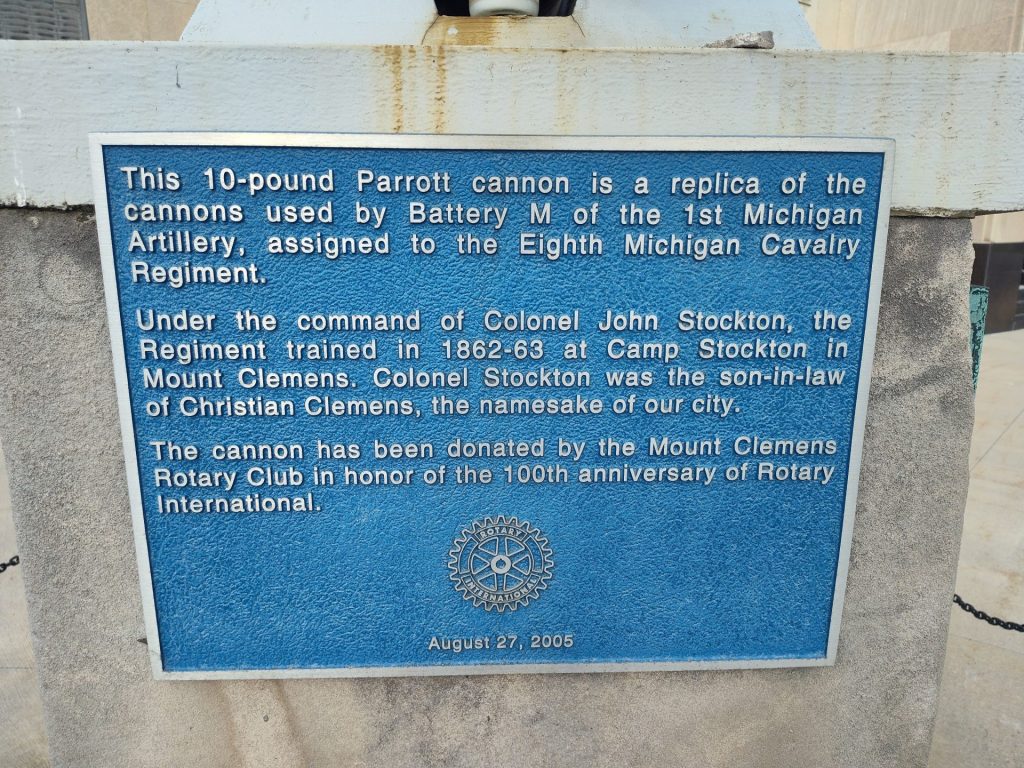 This 10-pound Parrott cannon is a replica of the
cannons used by Battery M of the 1st Michigan
Artillery, assigned to the Eighth Michigan Cavalry
Regiment.
Under the command of Colonel John Stockton, the
Regiment trained in 1862-63 at Camp Stockton in
Mount Clemens. Colonel Stockton was the son-in-law
of Christian Clemens, the namesake of our city.
The cannon has been donated by the Mount Clemens
Rotary Club in honor of the 100th anniversary of Rotary
International.
ROTARY
INTERNATIONAL
August 27, 2005